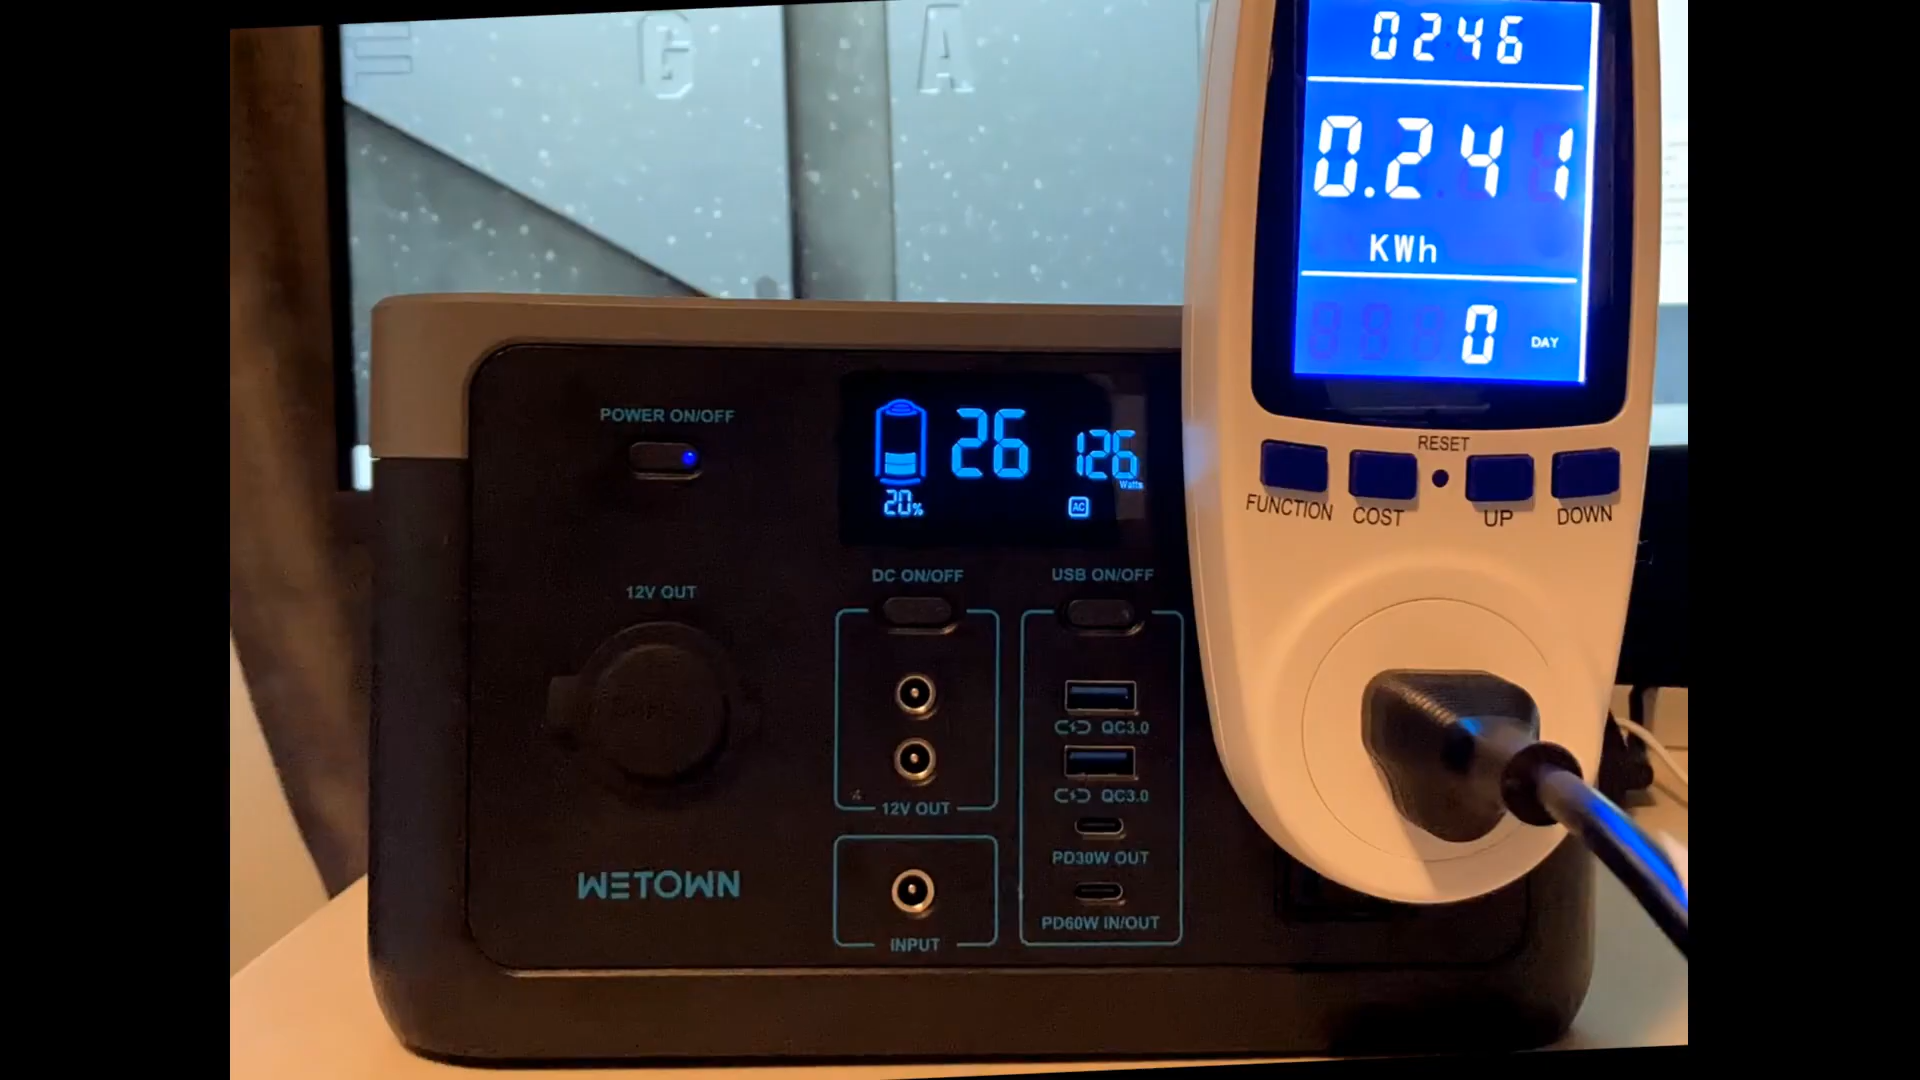 G A
0246
0.241
KWh
0 DAY
POWER ON/OFF
26
126
Watts
20%
AC
RESET
FUNCTION COST UP DOWN
12V OUT
DC ON/OFF
USB ON/OFF
QC3.0
QC3.0
12V OUT
PD30W OUT
WETOWN
PD60W IN/OUT
INPUT